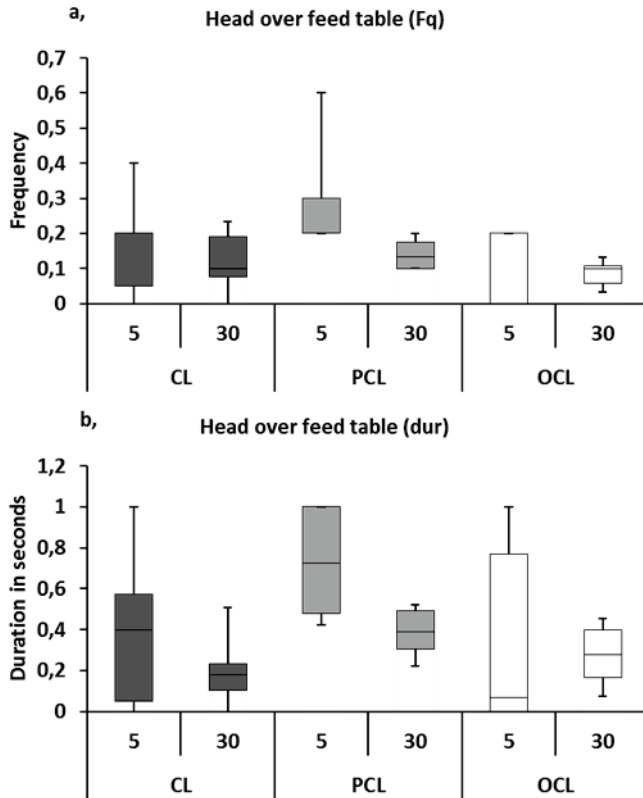 a,
Head over feed table (Fq)
Frequency
0,7
0,6
0,5
0,4
0,3
0,2
0,1
0
5 30 5 30 5 30
CL PCL OCL
b,
Head over feed table (dur)
Duration in seconds
1,2
1
0,8
0,6
0,4
0,2
0
5 30 5 30 5 30
CL PCL OCL